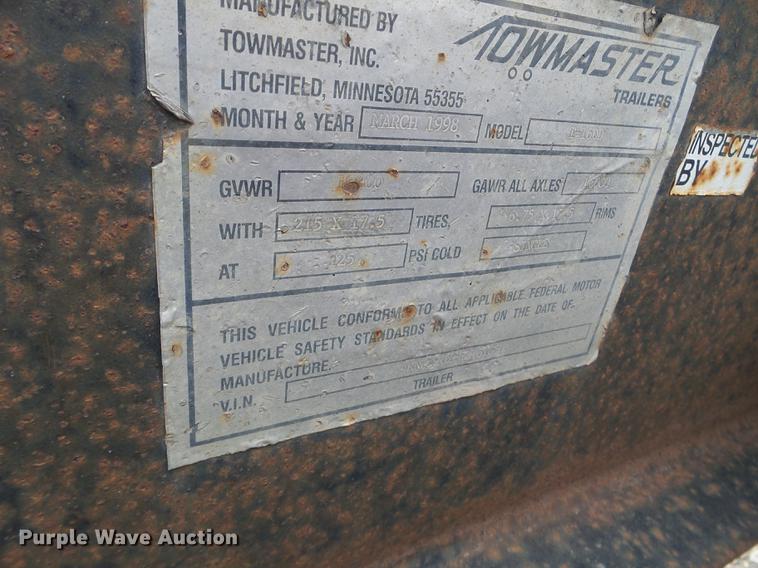 MANUFACTURED BY
TOWMASTER, INC.
LITCHFIELD, MINNESOTA 55355
TOWMASTER
TRAILERS
MONTH & YEAR MARCH 1998 MODEL
INSPECTED
BY
GVWR GAWR ALL AXLES
WITH 215 X 17.5 TIRES, RIMS
AT PSI COLD
THIS VEHICLE CONFORMS TO ALL APPLICABLE FEDERAL MOTOR
VEHICLE SAFETY STANDARDS IN EFFECT ON THE DATE OF
MANUFACTURE.
V.I.N.
TRAILER
Purple Wave Auction